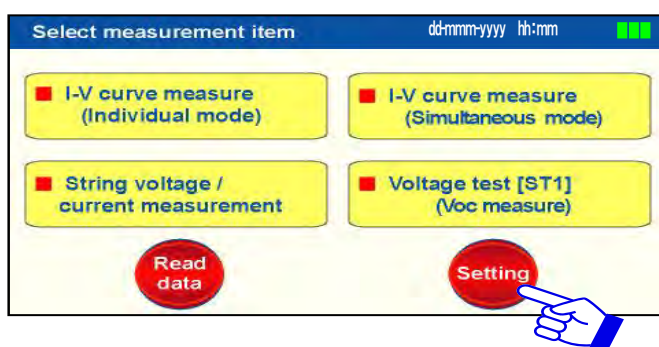 Select measurement item dd-mmm-yyyy hh:mm
I-V curve measure
(Individual mode)
I-V curve measure
(Simultaneous mode)
String voltage /
current measurement
Voltage test [ST1]
(Voc measure)
Read
data
Setting